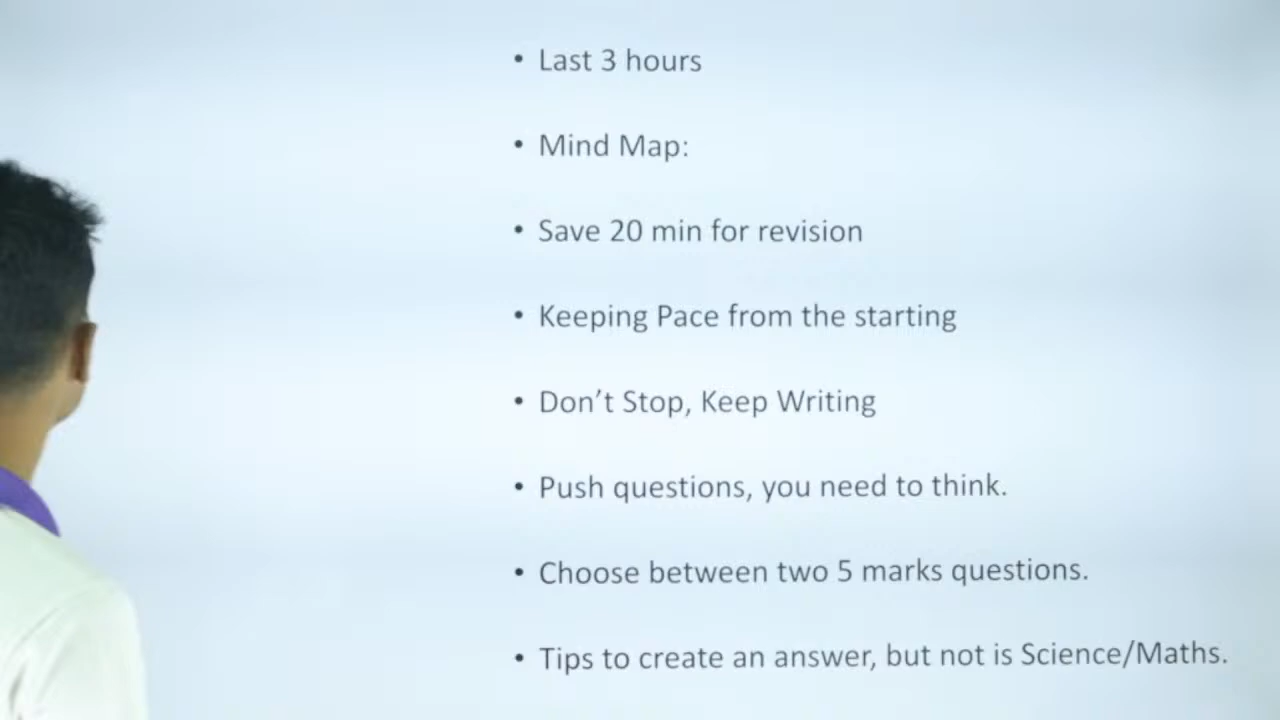 • Last 3 hours
• Mind Map:
• Save 20 min for revision
• Keeping Pace from the starting
• Don’t Stop, Keep Writing
• Push questions, you need to think.
• Choose between two 5 marks questions.
• Tips to create an answer, but not is Science/Maths.